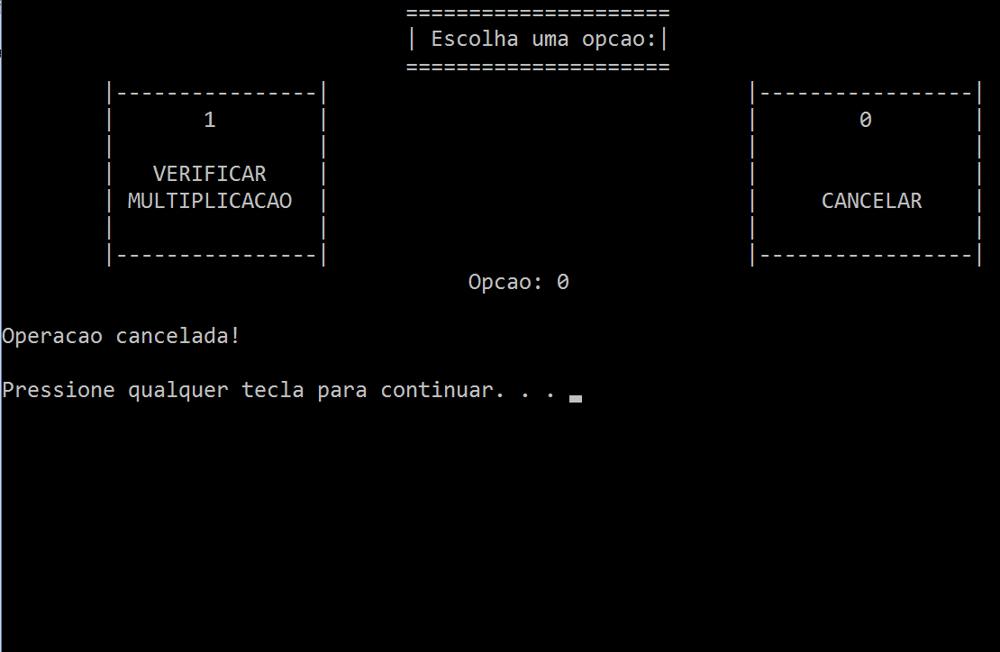 =====================
| Escolha uma opcao:|
=====================
|----------------| |-----------------|
| 1 | | 0 |
| | | |
| VERIFICAR | | |
| MULTIPLICACAO | | CANCELAR |
| | | |
|----------------| |-----------------|
Opcao: 0
Operacao cancelada!
Pressione qualquer tecla para continuar. . . _